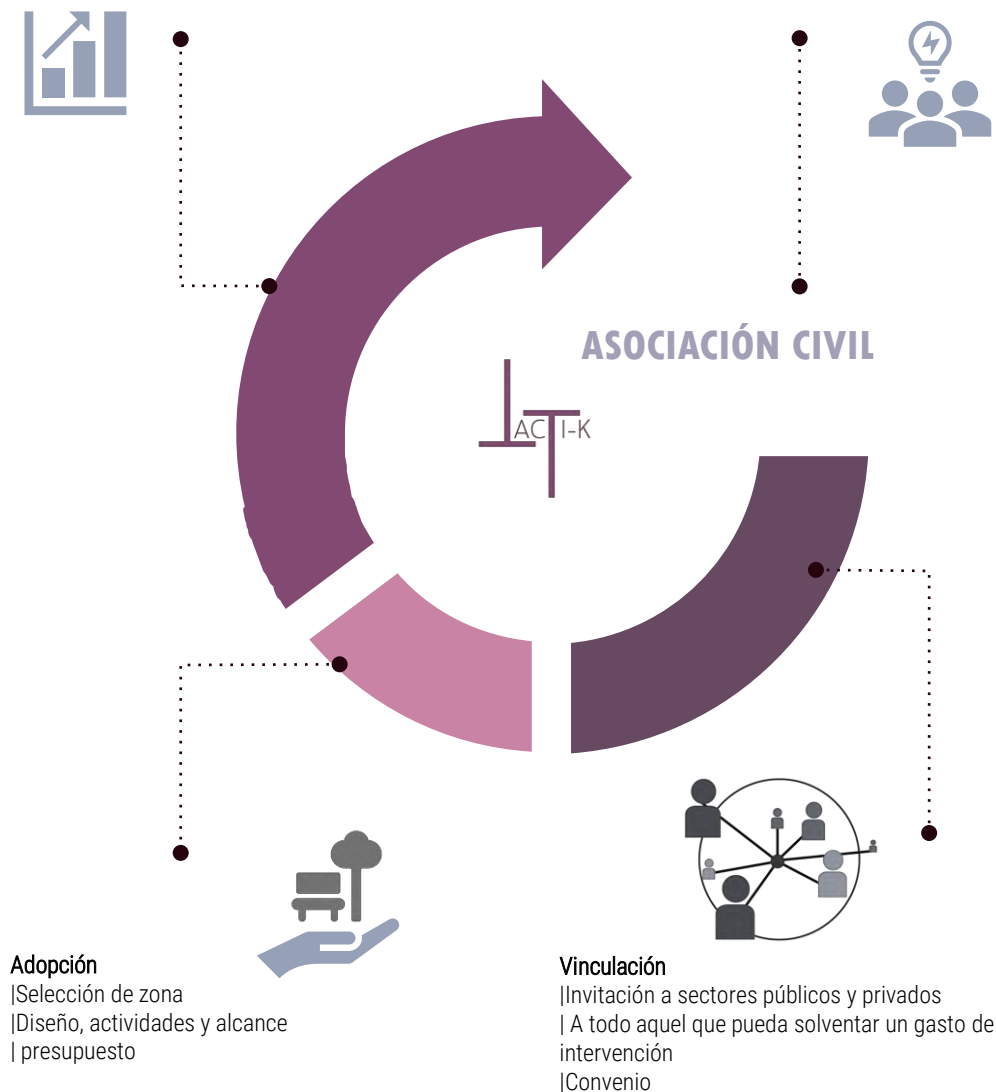 ASOCIACIÓN CIVIL
TACTI-K
Adopción
|Selección de zona
|Diseño, actividades y alcance
| presupuesto
Vinculación
|Invitación a sectores públicos y privados
| A todo aquel que pueda solventar un gasto de
intervención
|Convenio